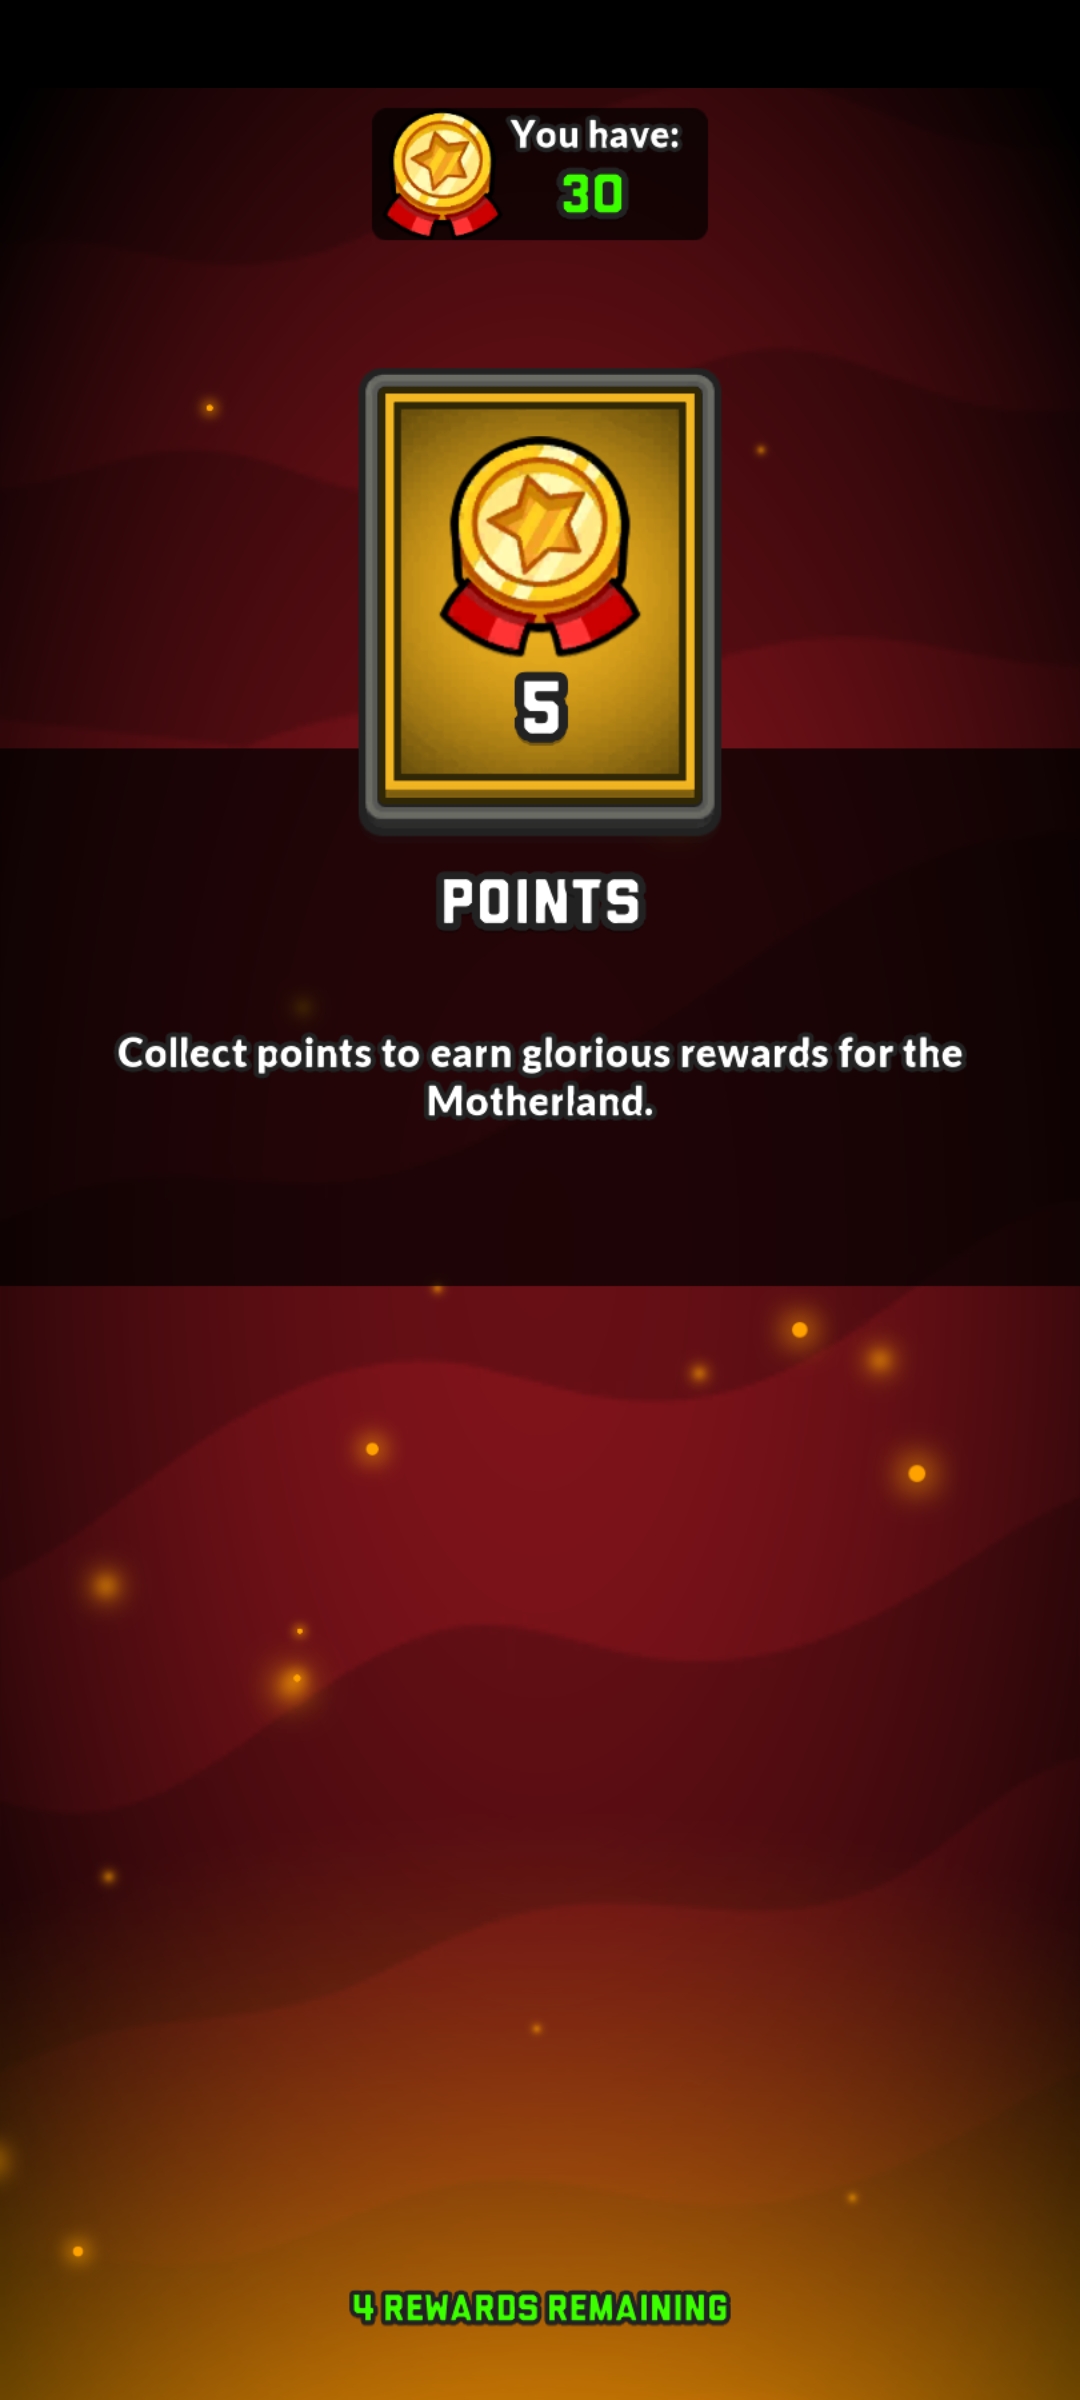 You have:
30
5
POINTS
Collect points to earn glorious rewards for the
Motherland.
4 REWARDS REMAINING